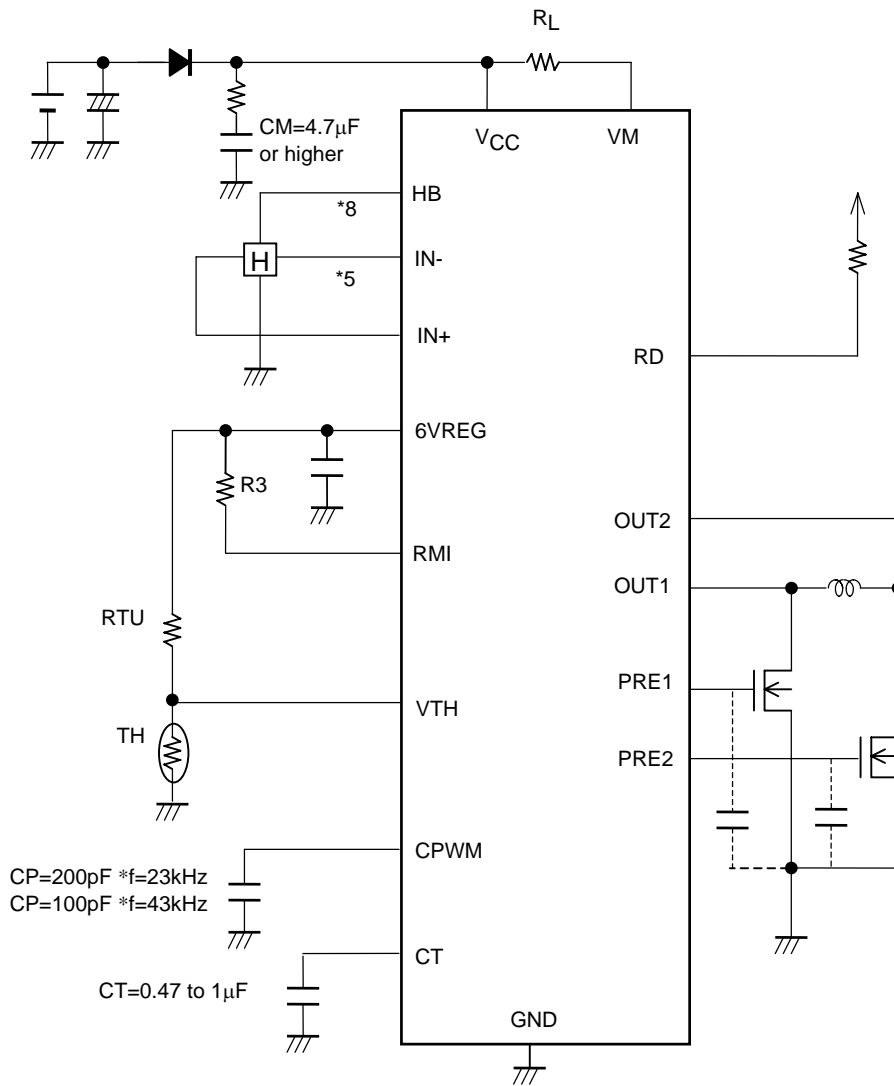 RL
CM=4.7μF
or higher
VCC
VM
HB
*8
H
IN-
*5
IN+
RD
6VREG
R3
OUT2
RMI
OUT1
RTU
PRE1
VTH
TH
PRE2
CPWM
CP=200pF *f=23kHz
CP=100pF *f=43kHz
CT
CT=0.47 to 1μF
GND